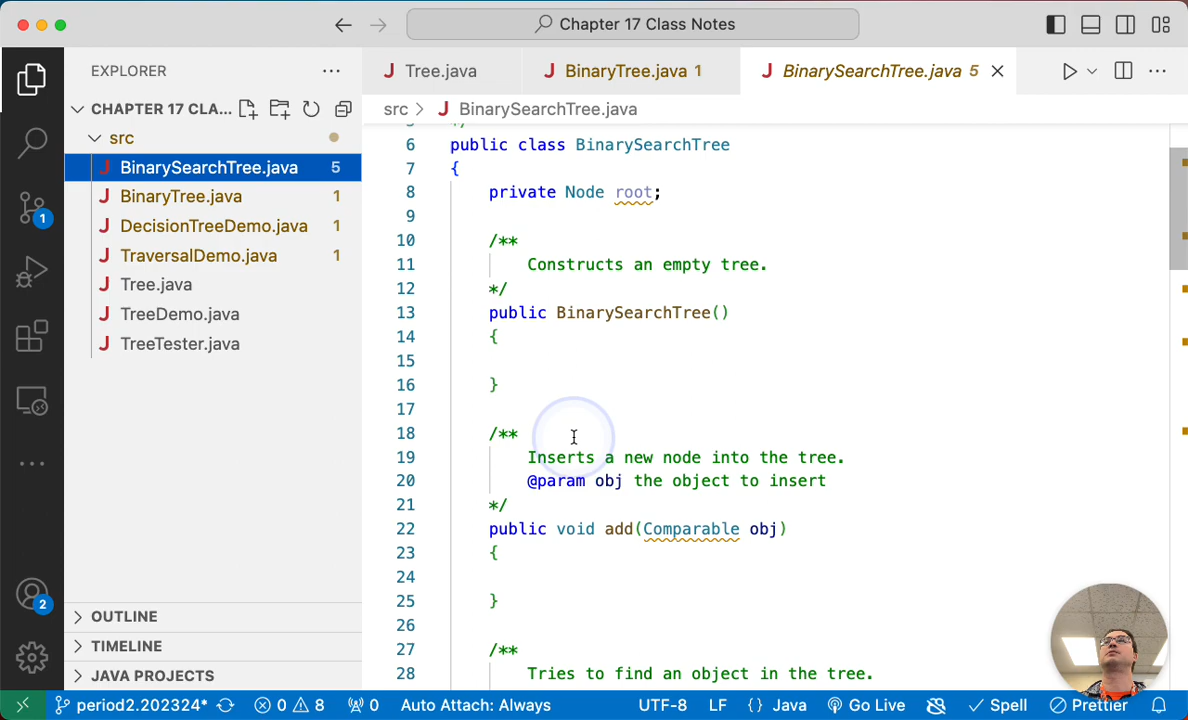 Chapter 17 Class Notes
EXPLORER
CHAPTER 17 CLA...
src
BinarySearchTree.java 5
BinaryTree.java 1
DecisionTreeDemo.java 1
TraversalDemo.java 1
Tree.java
TreeDemo.java
TreeTester.java
OUTLINE
TIMELINE
JAVA PROJECTS
1
2
Tree.java BinaryTree.java 1 BinarySearchTree.java 5
src > BinarySearchTree.java
6 public class BinarySearchTree
7 {
8 private Node root;
9
10 /**
11 Constructs an empty tree.
12 */
13 public BinarySearchTree()
14 {
15
16 }
17
18 /**
19 Inserts a new node into the tree.
20 @param obj the object to insert
21 */
22 public void add(Comparable obj)
23 {
24
25 }
26
27 /**
28 Tries to find an object in the tree.
period2.202324* 0 8 0 Auto Attach: Always UTF-8 LF {} Java Go Live Spell Prettier